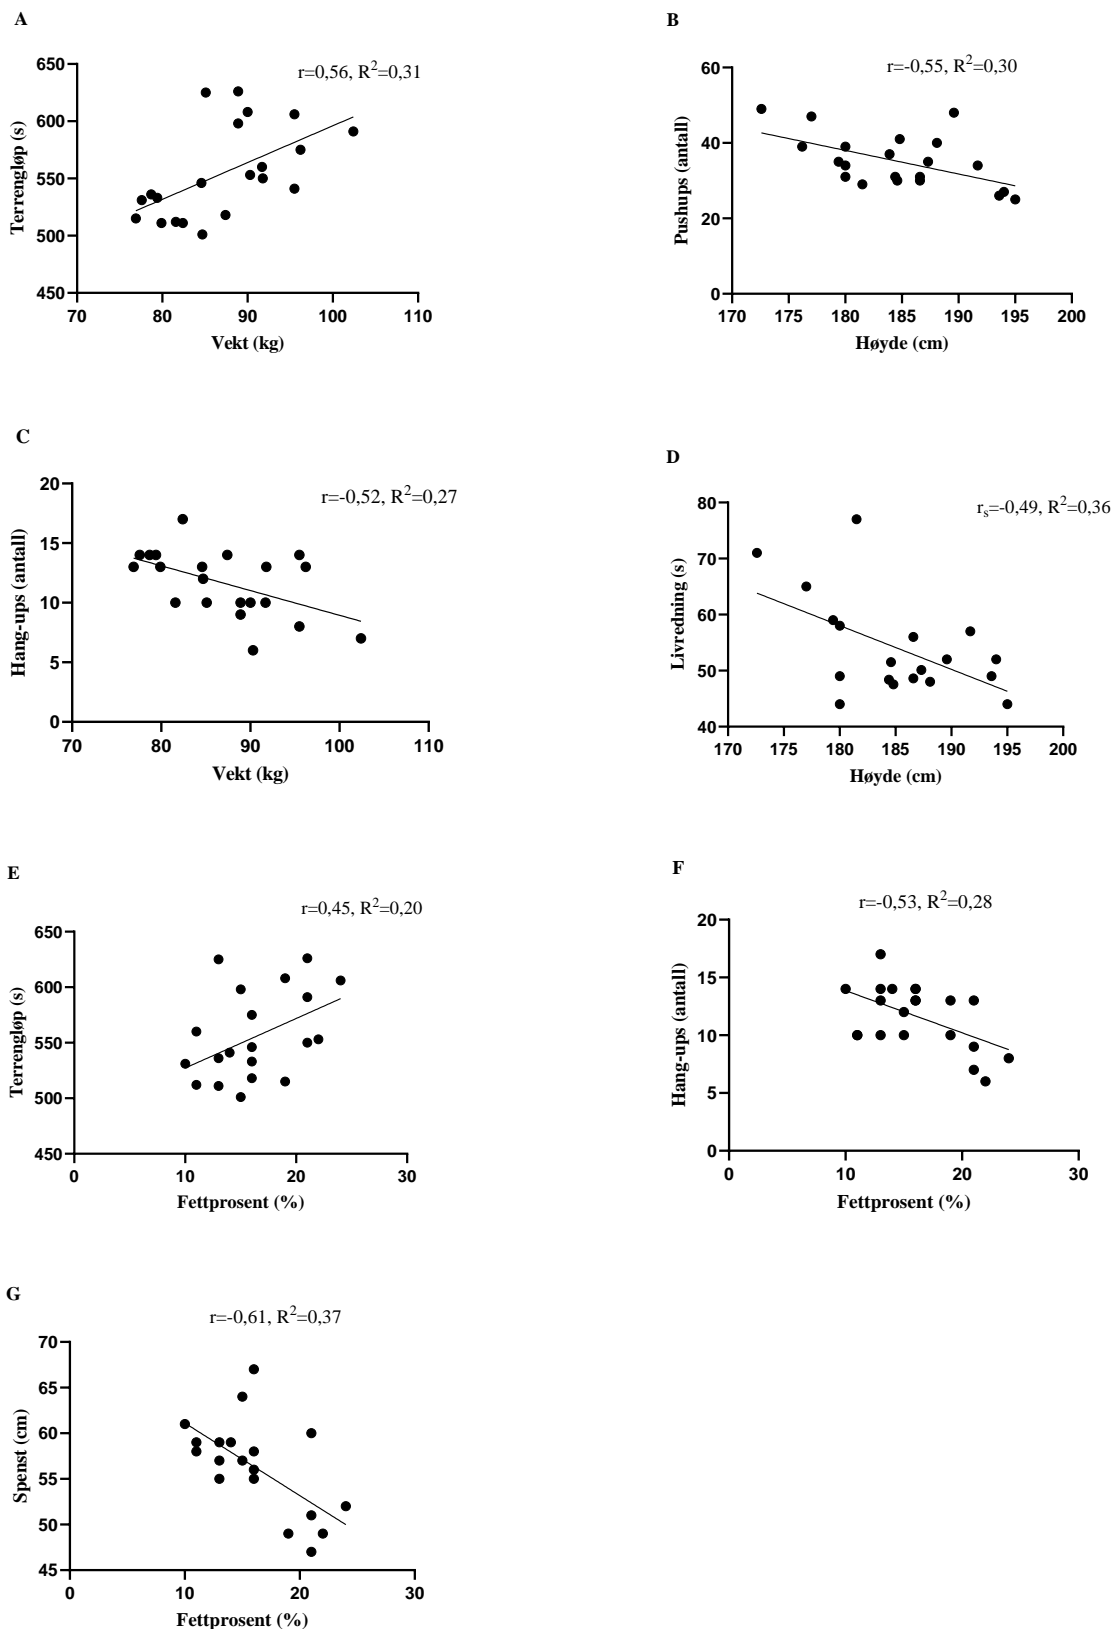 A
r=0,56, R²=0,31
Terrengløp (s)
650
600
550
500
450
70 80 90 100 110
Vekt (kg)
B
r=-0,55, R²=0,30
Pushups (antall)
60
40
20
0
170 175 180 185 190 195 200
Høyde (cm)
C
r=-0,52, R²=0,27
Hang-ups (antall)
20
15
10
5
0
70 80 90 100 110
Vekt (kg)
D
rₛ=-0,49, R²=0,36
Livredning (s)
80
70
60
50
40
170 175 180 185 190 195 200
Høyde (cm)
E
r=0,45, R²=0,20
Terrengløp (s)
650
600
550
500
450
0 10 20 30
Fettprosent (%)
F
r=-0,53, R²=0,28
Hang-ups (antall)
20
15
10
5
0
0 10 20 30
Fettprosent (%)
G
r=-0,61, R²=0,37
Spenst (cm)
70
65
60
55
50
45
0 10 20 30
Fettprosent (%)